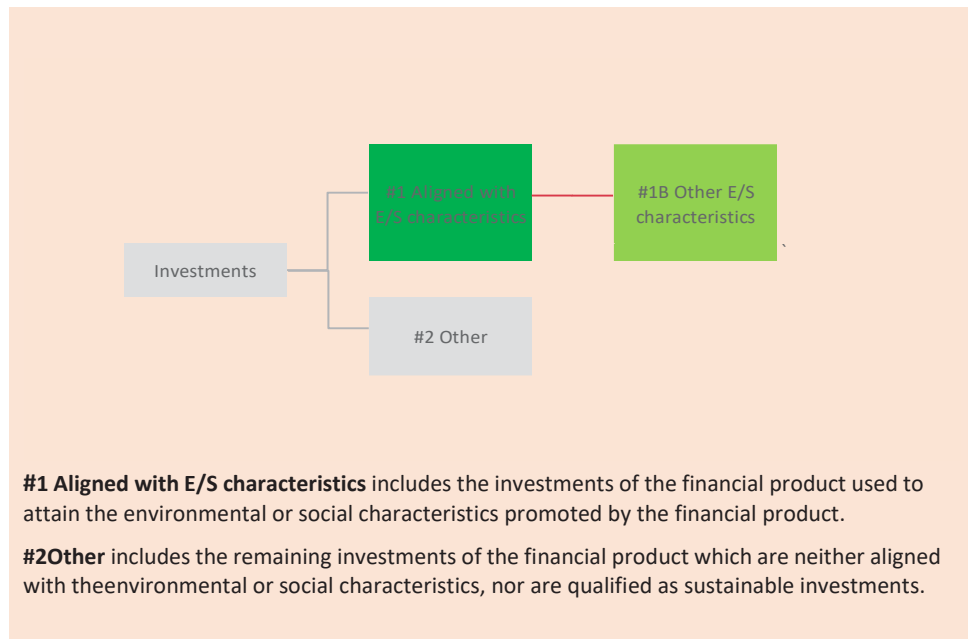 #1 Aligned with
E/S characteristics
#1B Other E/S
characteristics
`
Investments
#2 Other
#1 Aligned with E/S characteristics includes the investments of the financial product used to
attain the environmental or social characteristics promoted by the financial product.
#2Other includes the remaining investments of the financial product which are neither aligned
with theenvironmental or social characteristics, nor are qualified as sustainable investments.